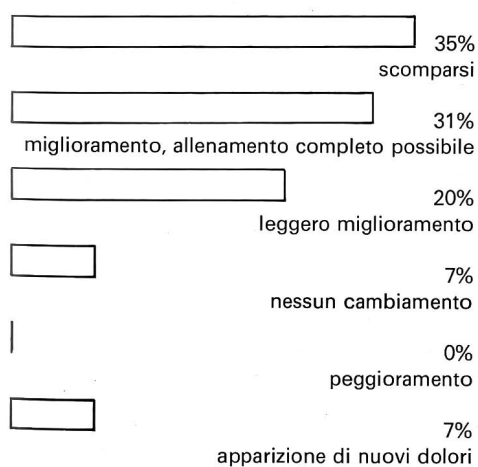 35%
scomparsi
31%
miglioramento, allenamento completo possibile
20%
leggero miglioramento
7%
nessun cambiamento
0%
peggioramento
7%
apparizione di nuovi dolori